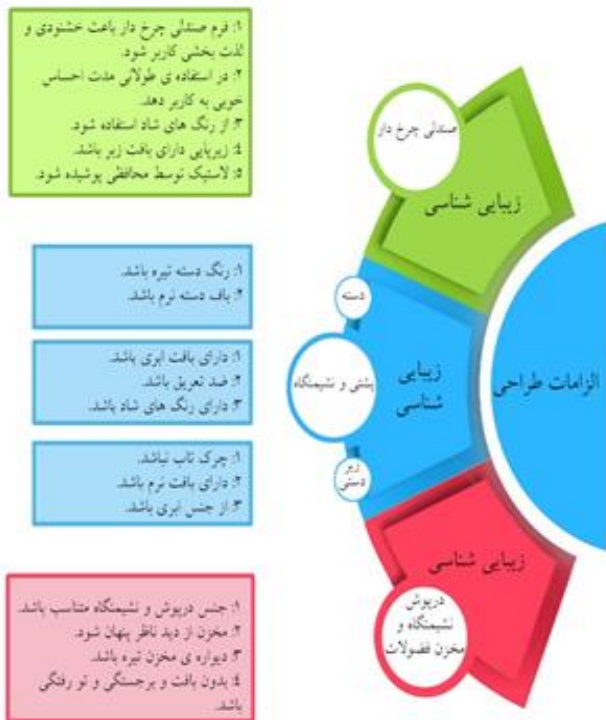 الزامات طراحی
زیبایی شناسی
صندلی چرخ دار
۱: فرم صندلی چرخ دار باعث خشنودی و
لذت بخشی کاربر شود.
۲: در استفاده ی طولانی مدت احساس
خوبی به کاربر دهد.
۳: از رنگ های شاد استفاده شود.
۴: زیرپایی دارای بافت زبر باشد.
۵: لاستیک توسط محافظی پوشیده شود.
زیبایی
شناسی
دسته
۱: رنگ دسته تیره باشد.
۲: باف دسته نرم باشد.
پشتی و نشیمنگاه
۱: دارای بافت ابری باشد.
۲: ضد تعریق باشد.
۳: دارای رنگ های شاد باشد.
زیر
دستی
۱: چرک تاب نباشد.
۲: دارای بافت نرم باشد.
۳: از جنس ابری باشد.
زیبایی شناسی
درپوش
نشیمنگاه و
مخزن فضولات
۱: جنس درپوش و نشیمنگاه متناسب باشد.
۲: مخزن از دید ناظر پنهان شود.
۳: دیواره ی مخزن تیره باشد.
٤: بدون بافت و برجستگی و تو رفتگی
باشد.